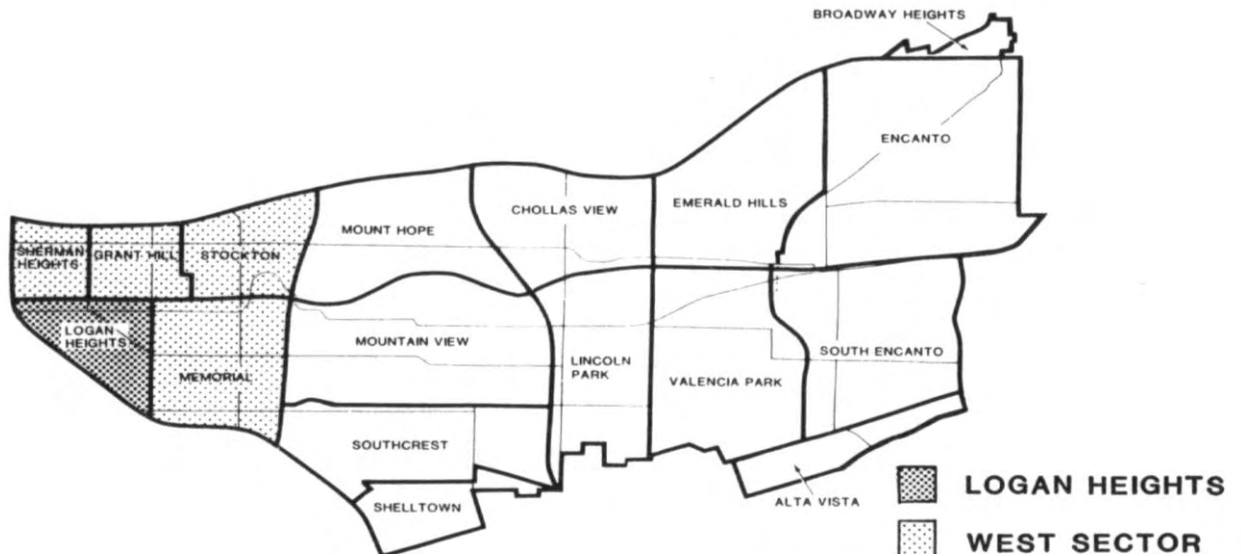 BROADWAY HEIGHTS
ENCANTO
CHOLLAS VIEW
EMERALD HILLS
MOUNT HOPE
SHERMAN
HEIGHTS
GRANT HILL
STOCKTON
LOGAN
HEIGHTS
MOUNTAIN VIEW
LINCOLN
PARK
SOUTH ENCANTO
MEMORIAL
VALENCIA PARK
SOUTHCREST
SHELLTOWN
ALTA VISTA
LOGAN HEIGHTS
WEST SECTOR